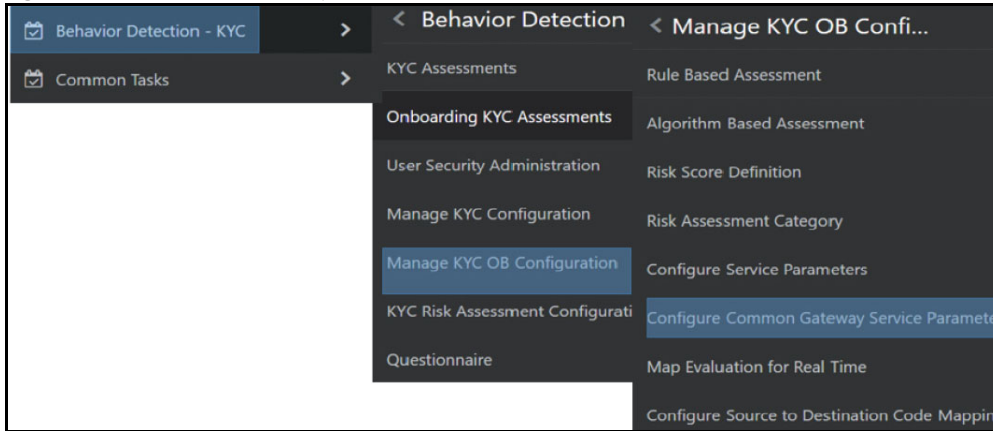 Behavior Detection - KYC
Common Tasks
Behavior Detection
KYC Assessments
Onboarding KYC Assessments
User Security Administration
Manage KYC Configuration
Manage KYC OB Configuration
KYC Risk Assessment Configurati
Questionnaire
Manage KYC OB Confi...
Rule Based Assessment
Algorithm Based Assessment
Risk Score Definition
Risk Assessment Category
Configure Service Parameters
Configure Common Gateway Service Paramete
Map Evaluation for Real Time
Configure Source to Destination Code Mappin